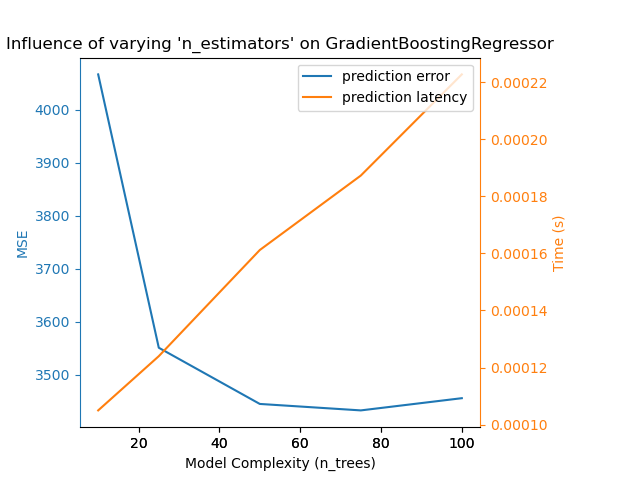 Influence of varying 'n_estimators' on GradientBoostingRegressor
prediction error
prediction latency
MSE
4000
3900
3800
3700
3600
3500
0.00022
0.00020
0.00018
0.00016
0.00014
0.00012
0.00010
Time (s)
20 40 60 80 100
Model Complexity (n_trees)